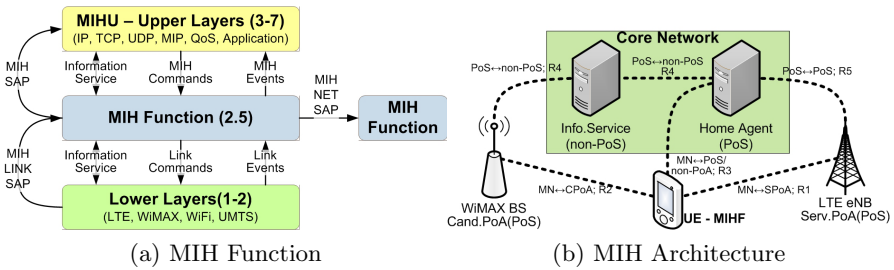 MIHU – Upper Layers (3-7)
(IP, TCP, UDP, MIP, QoS, Application)
MIH
SAP
Information
Service
MIH
Commands
MIH
Events
MIH Function (2.5)
MIH
NET
SAP
MIH
Function
MIH
LINK
SAP
Information
Service
Link
Commands
Link
Events
Lower Layers(1-2)
(LTE, WiMAX, WiFi, UMTS)
(a) MIH Function
Core Network
PoS↔non-PoS; R4
PoS↔non-PoS
R4
PoS↔PoS; R5
Info.Service
(non-PoS)
Home Agent
(PoS)
MN↔PoS/
non-PoA; R3
MN↔CPoA; R2
MN↔SPoA; R1
WiMAX BS
Cand.PoA(PoS)
UE - MIHF
LTE eNB
Serv.PoA(PoS)
(b) MIH Architecture